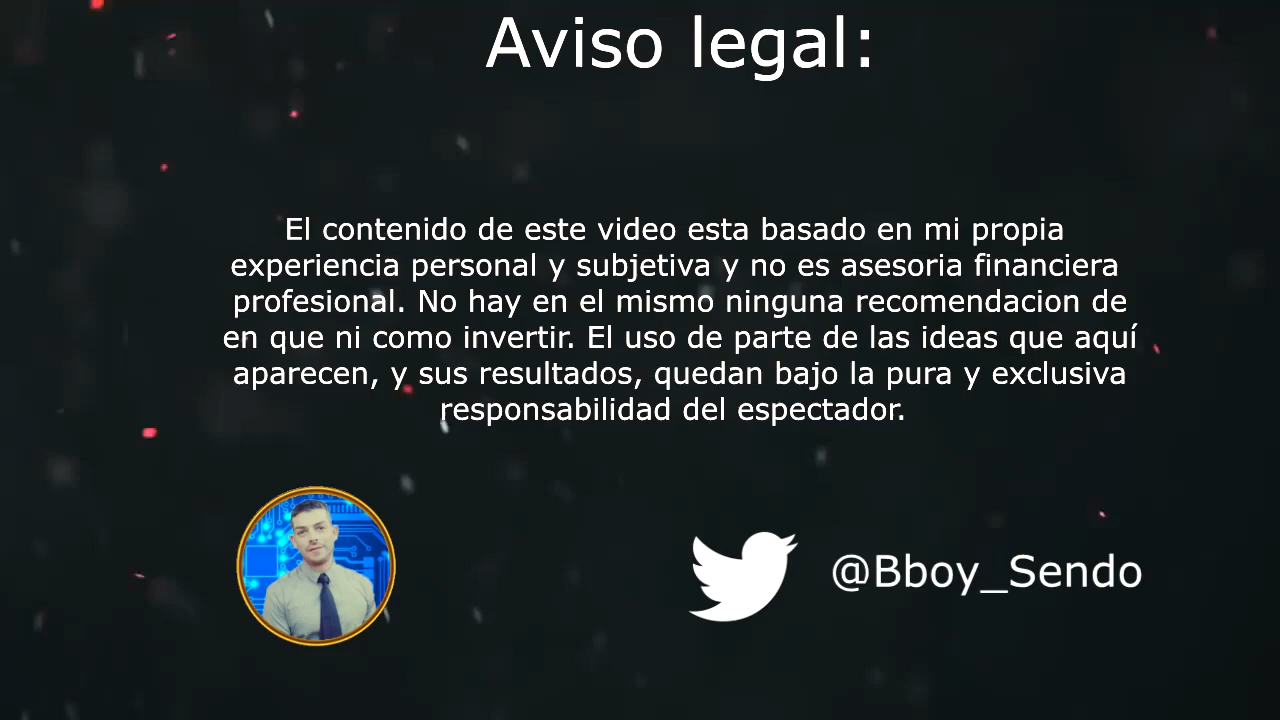 Aviso legal:
El contenido de este video esta basado en mi propia
experiencia personal y subjetiva y no es asesoria financiera
profesional. No hay en el mismo ninguna recomendacion de
en que ni como invertir. El uso de parte de las ideas que aquí
aparecen, y sus resultados, quedan bajo la pura y exclusiva
responsabilidad del espectador.
@Bboy_Sendo